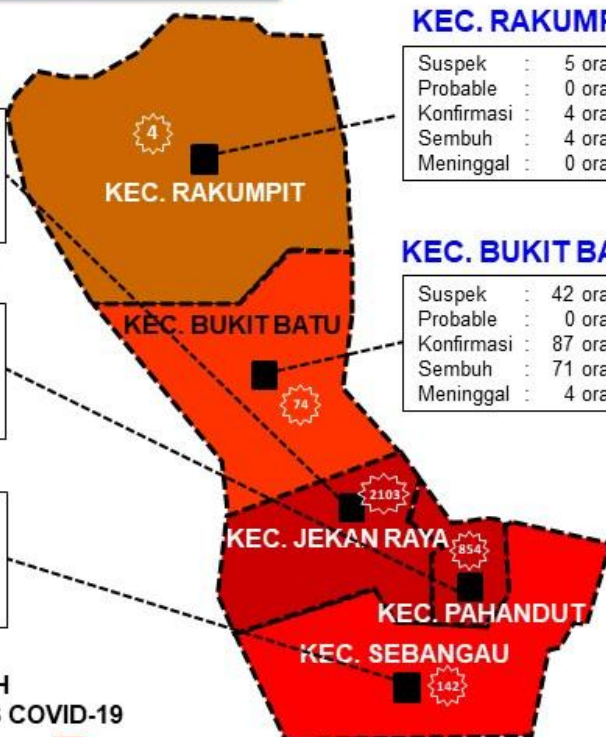 KEC. RAKUMP
Suspek : 5 ora
Probable : 0 ora
Konfirmasi : 4 ora
Sembuh : 4 ora
Meninggal : 0 ora
4
KEC. RAKUMPIT
KEC. BUKIT BA
Suspek : 42 ora
Probable : 0 ora
Konfirmasi : 87 ora
Sembuh : 71 ora
Meninggal : 4 ora
KEC. BUKIT BATU
74
2103
KEC. JEKAN RAYA
854
KEC. PAHANDUT
KEC. SEBANGAU
142
H
COVID-19